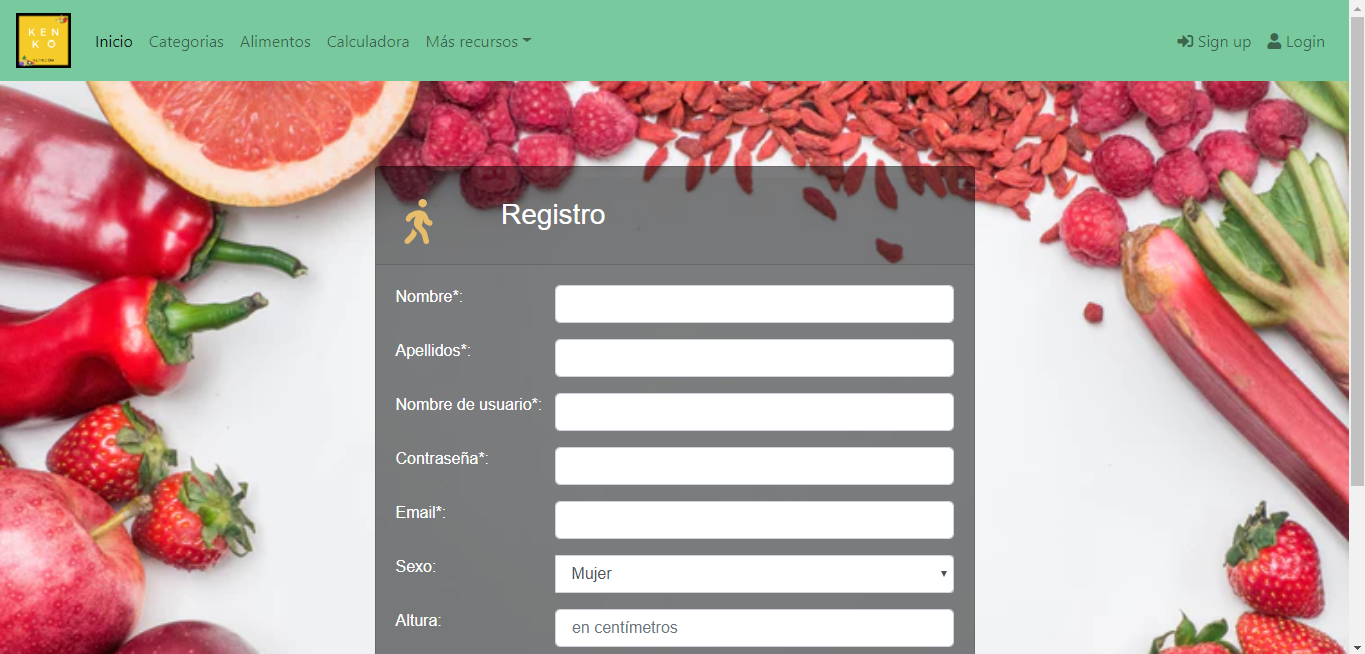 KEN
KO
Inicio Categorias Alimentos Calculadora Más recursos Sign up Login
Registro
Nombre*:
Apellidos*:
Nombre de usuario*:
Contraseña*:
Email*:
Sexo: Mujer
Altura: en centímetros